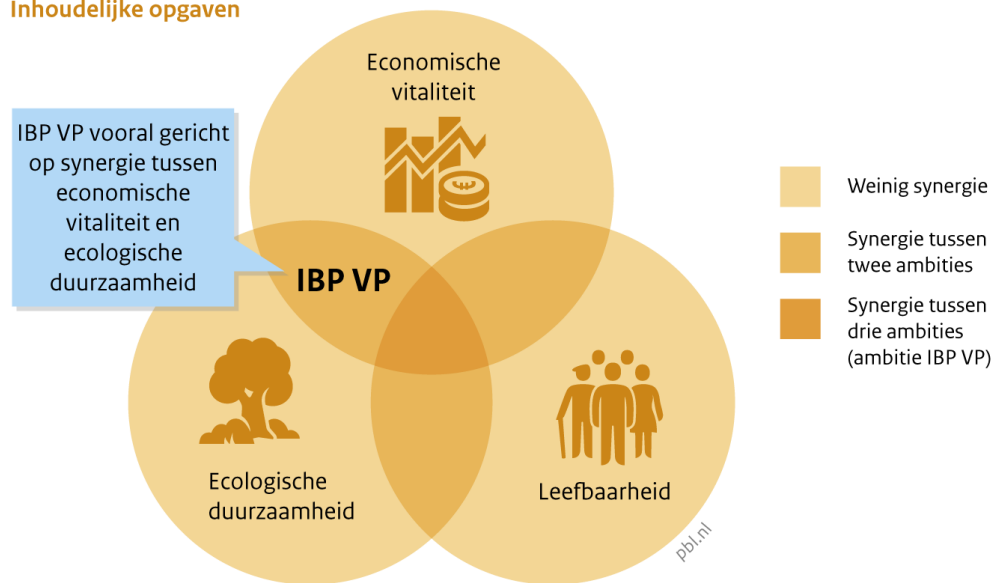 Inhoudelijke opgaven
Economische
vitaliteit
IBP VP vooral gericht
op synergie tussen
economische
vitaliteit en
ecologische
duurzaamheid
IBP VP
Ecologische
duurzaamheid
Leefbaarheid
pbl.nl
Weinig synergie
Synergie tussen
twee ambities
Synergie tussen
drie ambities
(ambitie IBP VP)